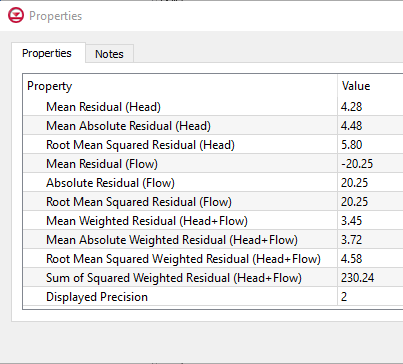 Properties
Properties Notes
Property Value
Mean Residual (Head) 4.28
Mean Absolute Residual (Head) 4.48
Root Mean Squared Residual (Head) 5.80
Mean Residual (Flow) -20.25
Absolute Residual (Flow) 20.25
Root Mean Squared Residual (Flow) 20.25
Mean Weighted Residual (Head+Flow) 3.45
Mean Absolute Weighted Residual (Head+Flow) 3.72
Root Mean Squared Weighted Residual (Head+Flow) 4.58
Sum of Squared Weighted Residual (Head+Flow) 230.24
Displayed Precision 2